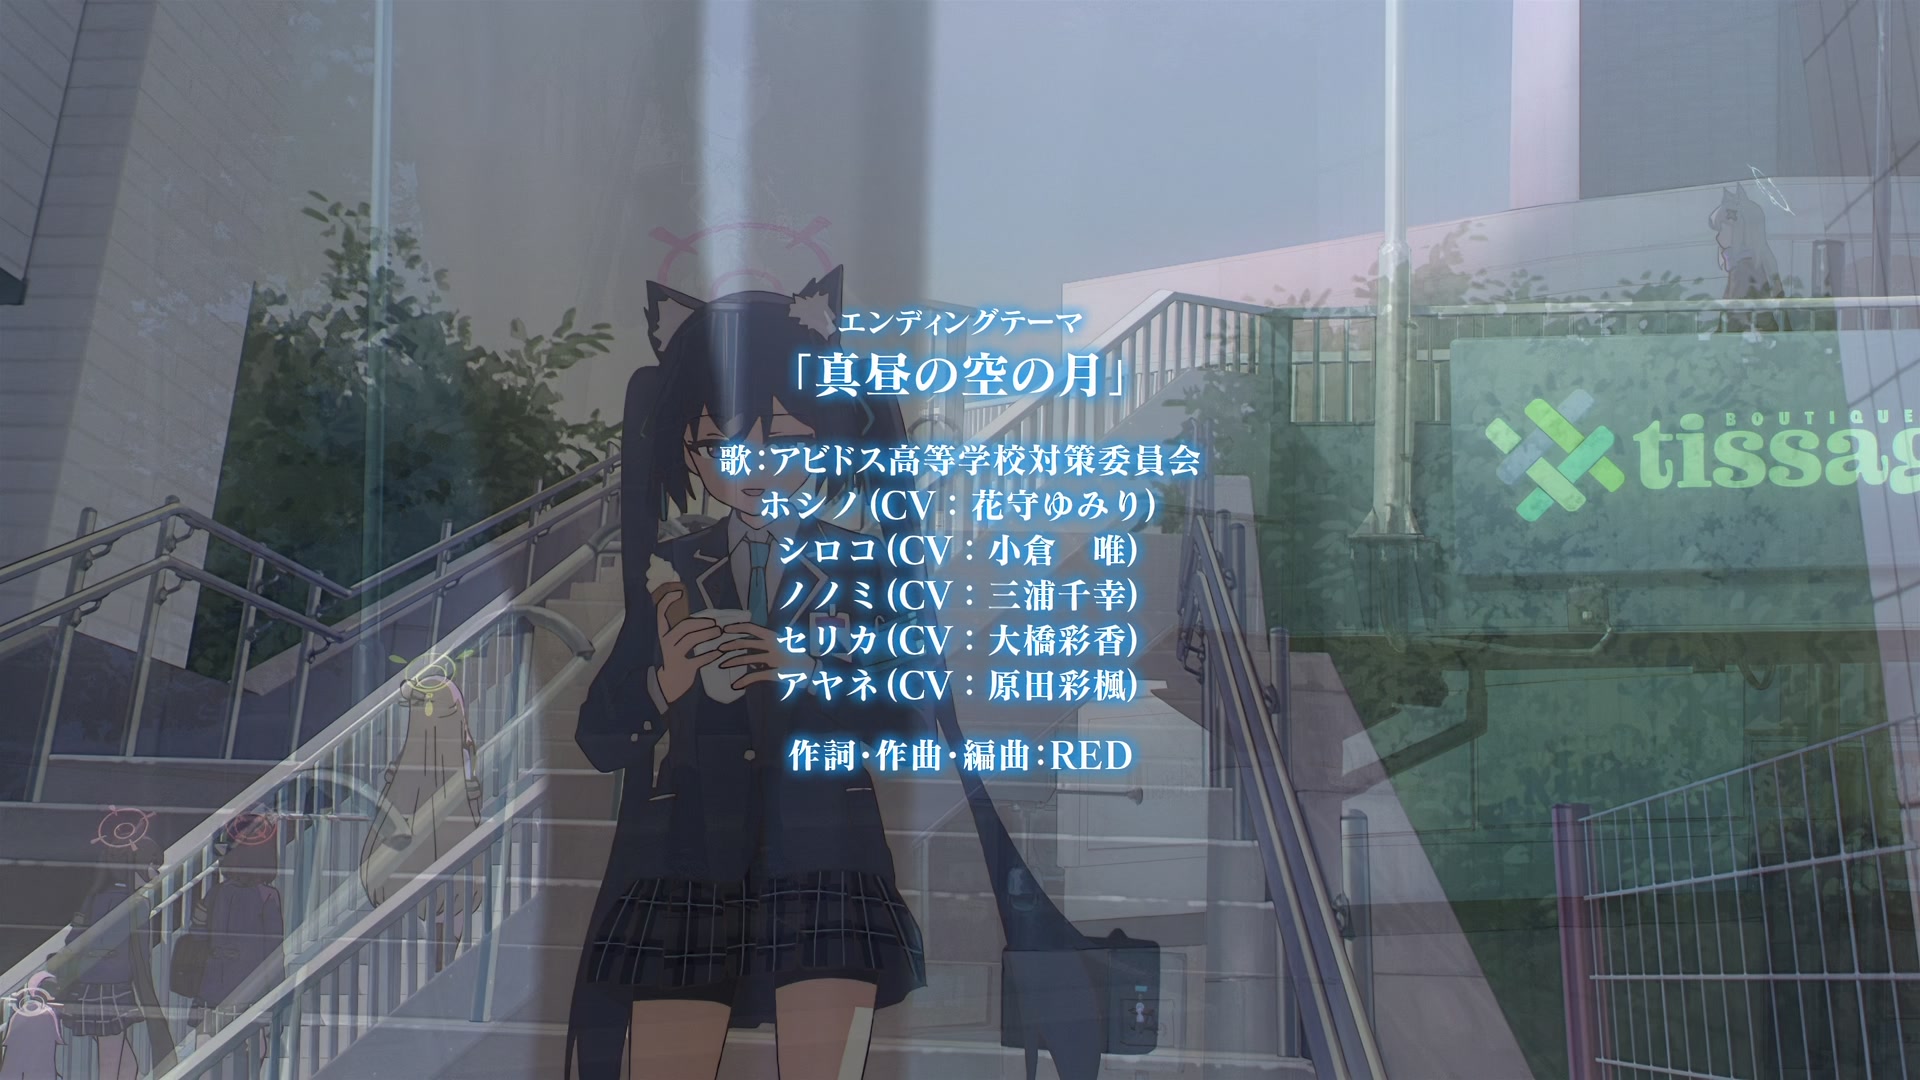 エンディングテーマ
「真昼の空の月」
歌：アビドス高等学校対策委員会
ホシノ(CV：花守ゆみり)
シロコ(CV：小倉　唯)
ノノミ(CV：三浦千幸)
セリカ(CV：大橋彩香)
アヤネ(CV：原田彩楓)
作詞・作曲・編曲：RED
BOUTIQUE
tissag